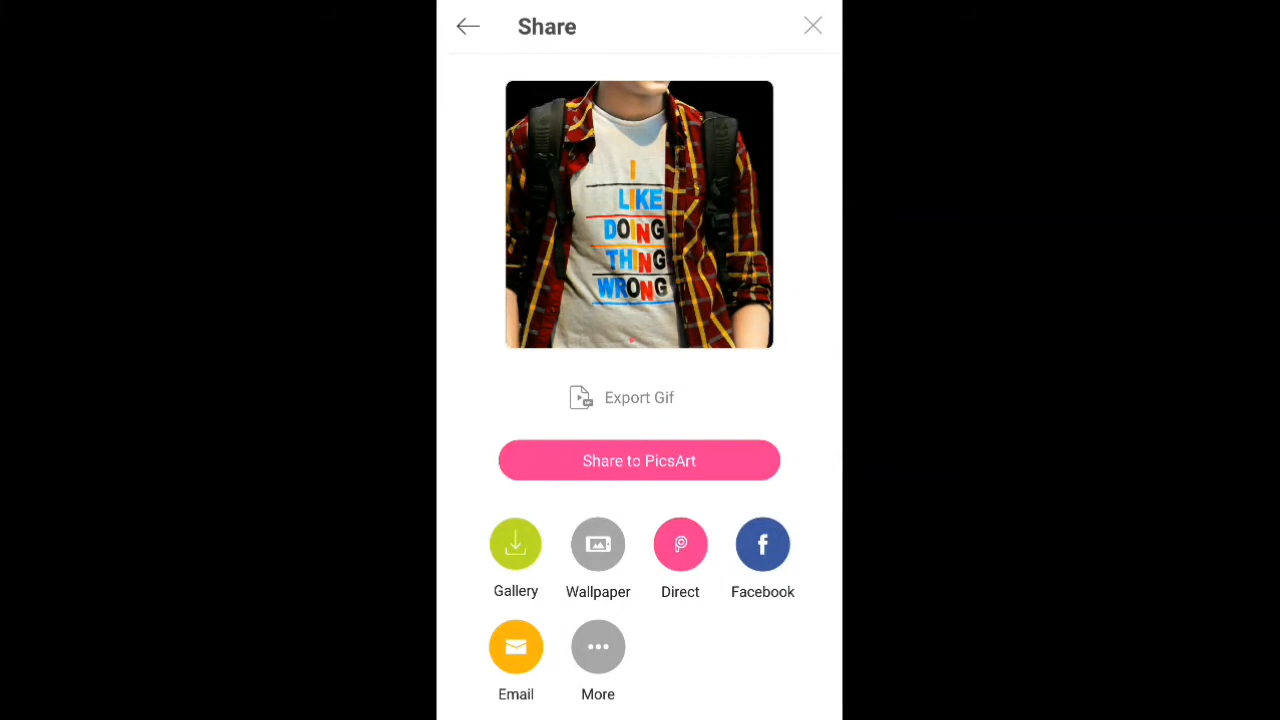 Share
I
LIKE
DOING
THING
WRONG
Export Gif
Share to PicsArt
Gallery
Wallpaper
Direct
Facebook
Email
More